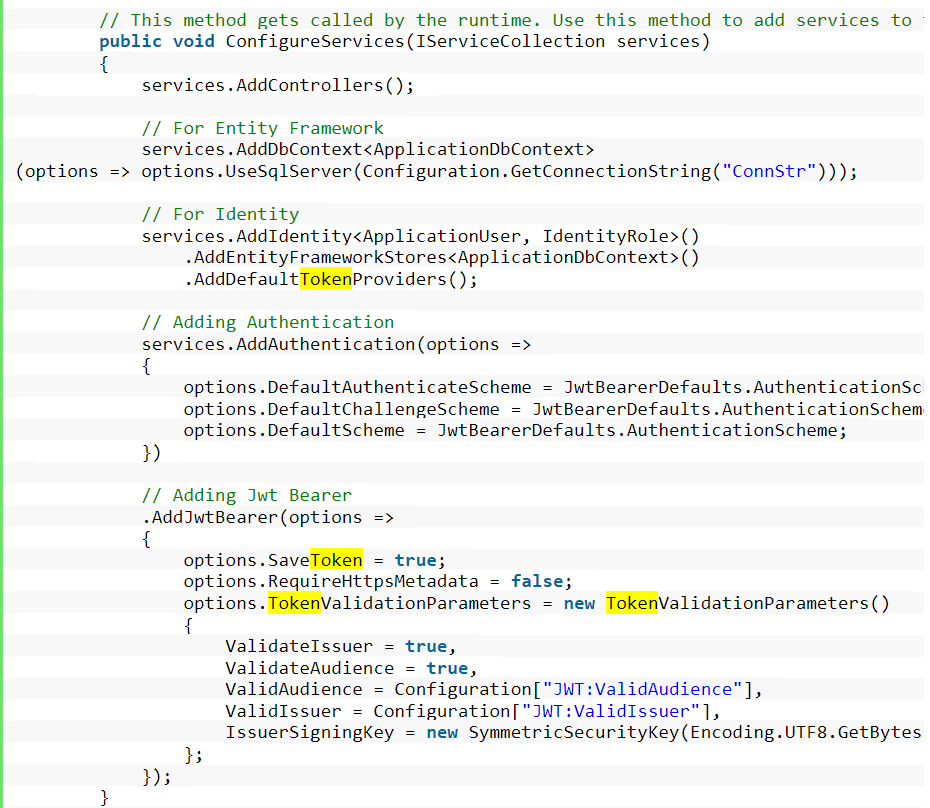 // This method gets called by the runtime. Use this method to add services to
public void ConfigureServices(IServiceCollection services)
{
services.AddControllers();
// For Entity Framework
services.AddDbContext<ApplicationDbContext>
(options => options.UseSqlServer(Configuration.GetConnectionString("ConnStr")));
// For Identity
services.AddIdentity<ApplicationUser, IdentityRole>()
.AddEntityFrameworkStores<ApplicationDbContext>()
.AddDefaultTokenProviders();
// Adding Authentication
services.AddAuthentication(options =>
{
options.DefaultAuthenticateScheme = JwtBearerDefaults.AuthenticationSc
options.DefaultChallengeScheme = JwtBearerDefaults.AuthenticationSchem
options.DefaultScheme = JwtBearerDefaults.AuthenticationScheme;
})
// Adding Jwt Bearer
.AddJwtBearer(options =>
{
options.SaveToken = true;
options.RequireHttpsMetadata = false;
options.TokenValidationParameters = new TokenValidationParameters()
{
ValidateIssuer = true,
ValidateAudience = true,
ValidAudience = Configuration["JWT:ValidAudience"],
ValidIssuer = Configuration["JWT:ValidIssuer"],
IssuerSigningKey = new SymmetricSecurityKey(Encoding.UTF8.GetBytes
};
});
}